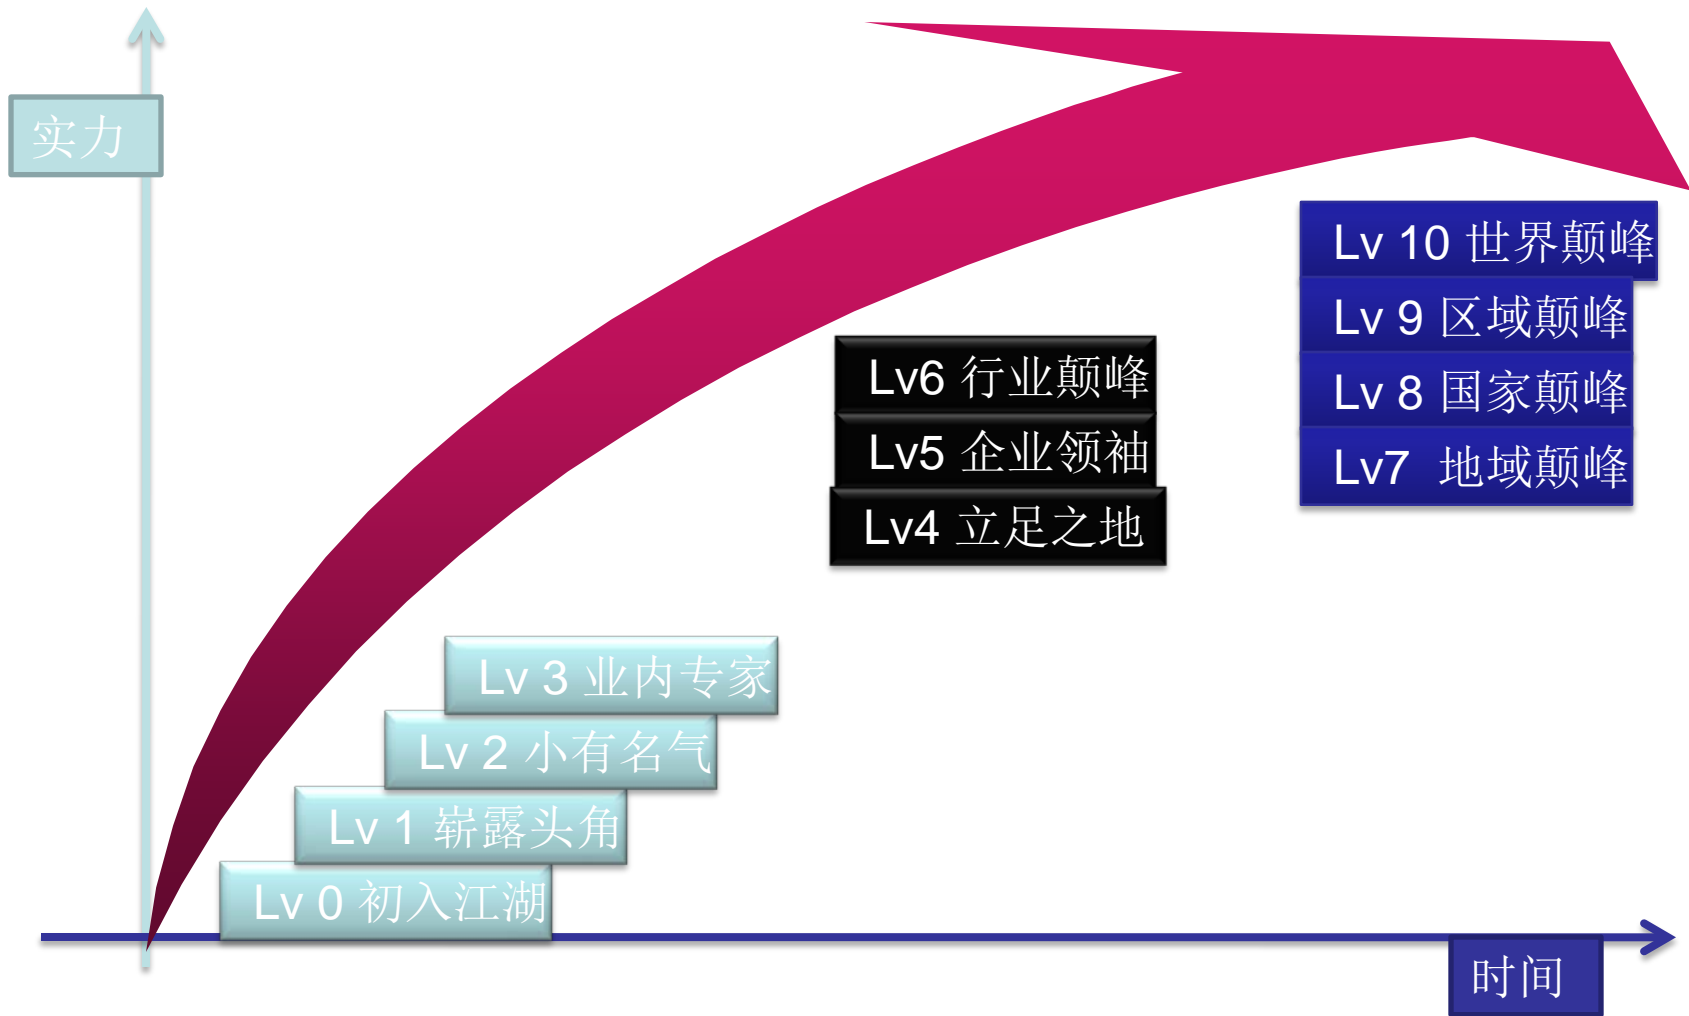 实力
Lv 10 世界颠峰
Lv 9 区域颠峰
Lv 8 国家颠峰
Lv7 地域颠峰
Lv6 行业颠峰
Lv5 企业领袖
Lv4 立足之地
Lv 3 业内专家
Lv 2 小有名气
Lv 1 崭露头角
Lv 0 初入江湖
时间